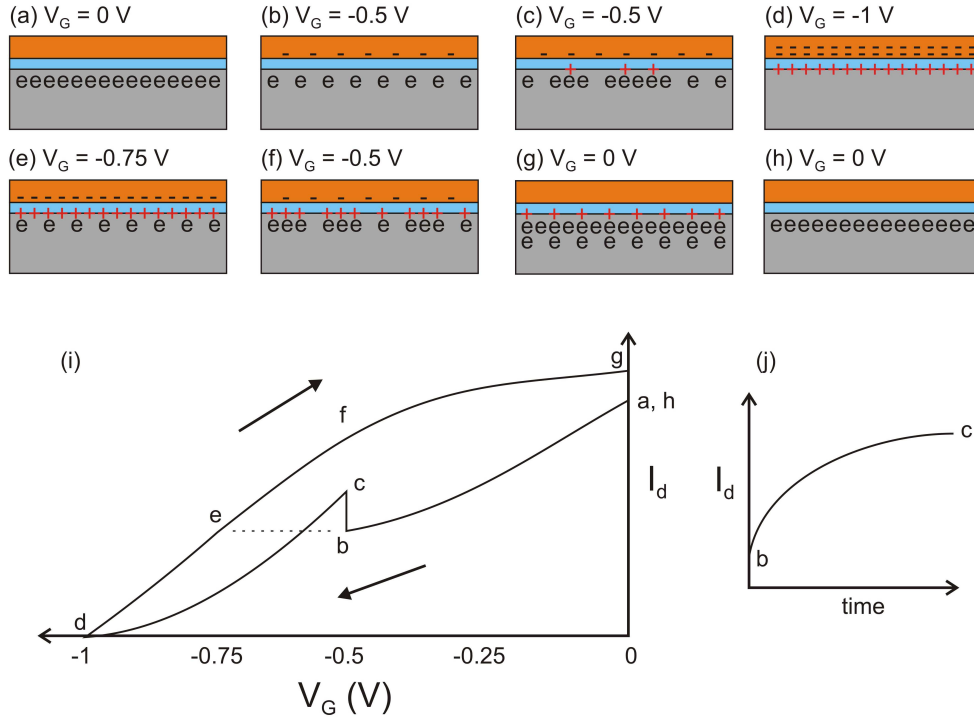 (a) V_G = 0 V
(b) V_G = -0.5 V
(c) V_G = -0.5 V
(d) V_G = -1 V
eeeeeeeeeeeeeee
e e e e e e e e
e eee eeee e e
(e) V_G = -0.75 V
(f) V_G = -0.5 V
(g) V_G = 0 V
(h) V_G = 0 V
e e e e e e e e
eee ee e eee e
eeeeeeeeeeeeeee
e e e e e e e e
eeeeeeeeeeeeeee
(i)
g
a, h
f
I_d
c
e
b
d
-1
-0.75
-0.5
-0.25
0
V_G (V)
(j)
c
I_d
b
time